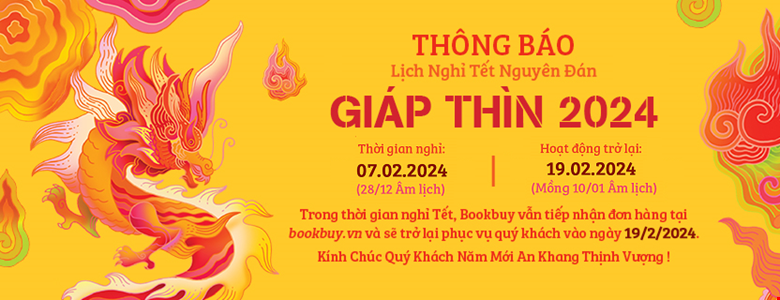 THÔNG BÁO
Lịch Nghỉ Tết Nguyên Đán
GIÁP THÌN 2024
Thời gian nghỉ:
07.02.2024
(28/12 Âm lịch)
Hoạt động trở lại:
19.02.2024
(Mồng 10/01 Âm lịch)
Trong thời gian nghỉ Tết, Bookbuy vẫn tiếp nhận đơn hàng tại
bookbuy.vn và sẽ trở lại phục vụ quý khách vào ngày 19/2/2024.
Kính Chúc Quý Khách Năm Mới An Khang Thịnh Vượng !